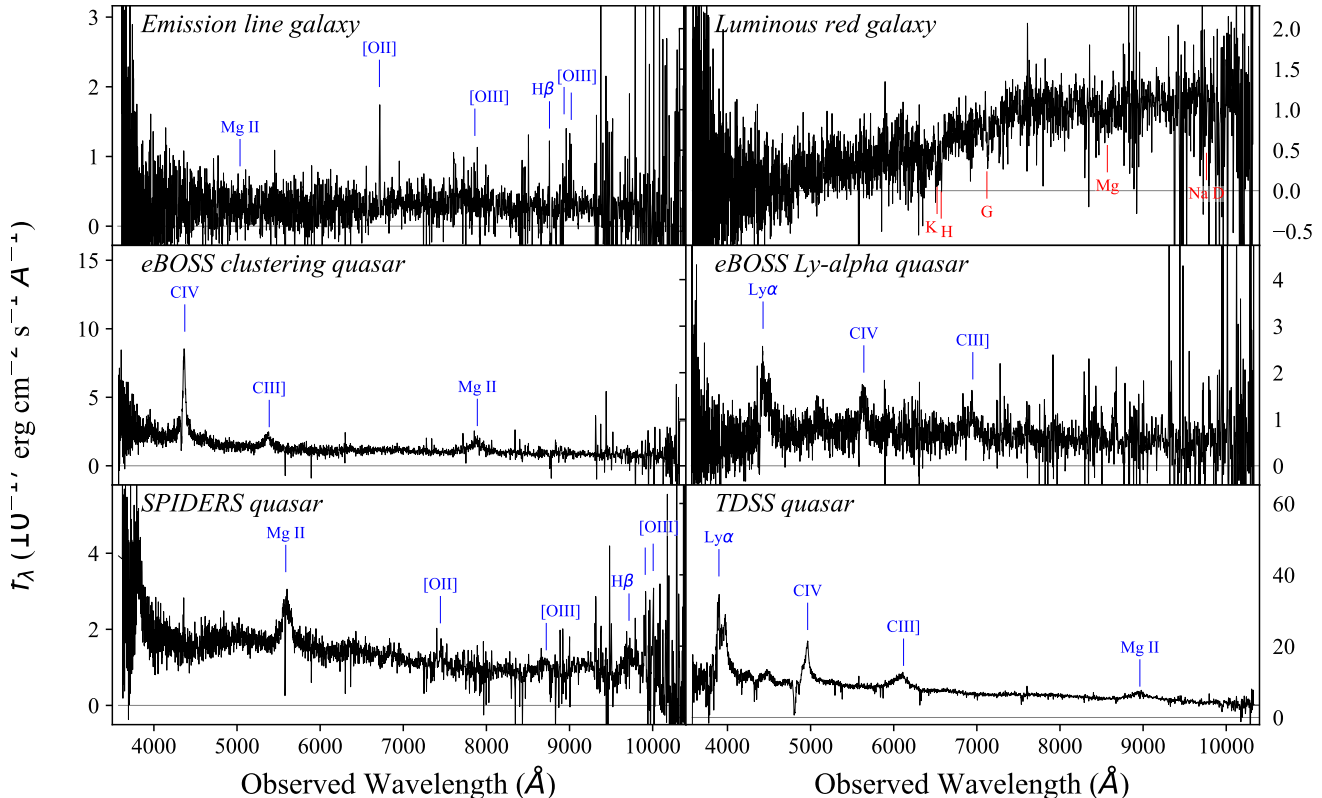 Emission line galaxy
3
2
1
0
Mg II
[OII]
[OIII]
Hβ
[OIII]
Luminous red galaxy
2.0
1.5
1.0
0.5
0.0
−0.5
K
H
G
Mg
Na D
eBOSS clustering quasar
15
10
5
0
CIV
CIII]
Mg II
eBOSS Ly-alpha quasar
4
3
2
1
0
Lyα
CIV
CIII]
SPIDERS quasar
4
2
0
Mg II
[OII]
[OIII]
Hβ
[OIII]
TDSS quasar
60
40
20
0
Lyα
CIV
CIII]
Mg II
4000 5000 6000 7000 8000 9000 10000
4000 5000 6000 7000 8000 9000 10000
Observed Wavelength (Å)
Observed Wavelength (Å)
erg cm⁻² s⁻¹